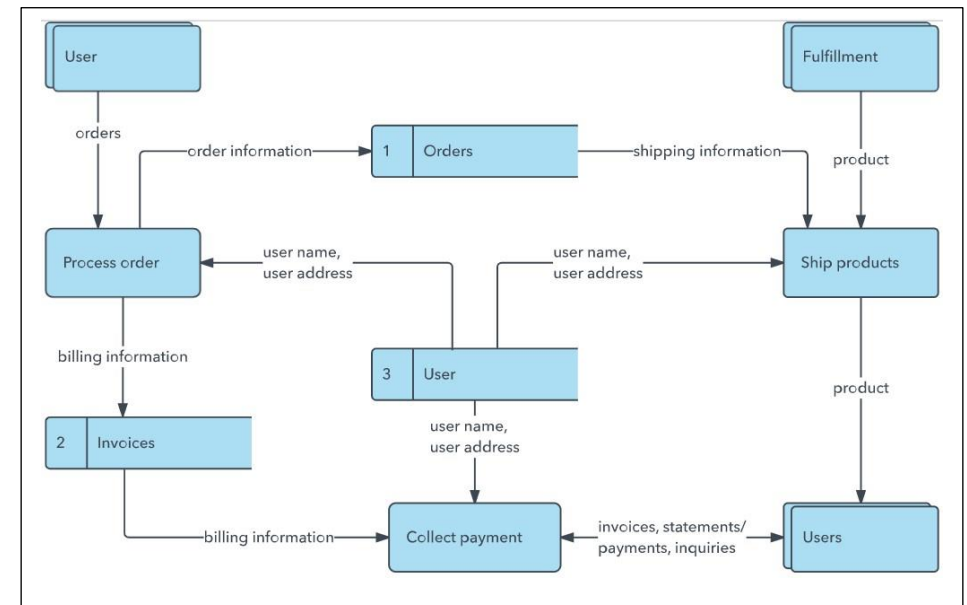 User
Fulfillment
orders
order information
1
Orders
shipping information
product
Process order
user name,
user address
user name,
user address
Ship products
billing information
3
User
product
2
Invoices
user name,
user address
billing information
Collect payment
invoices, statements/
payments, inquiries
Users